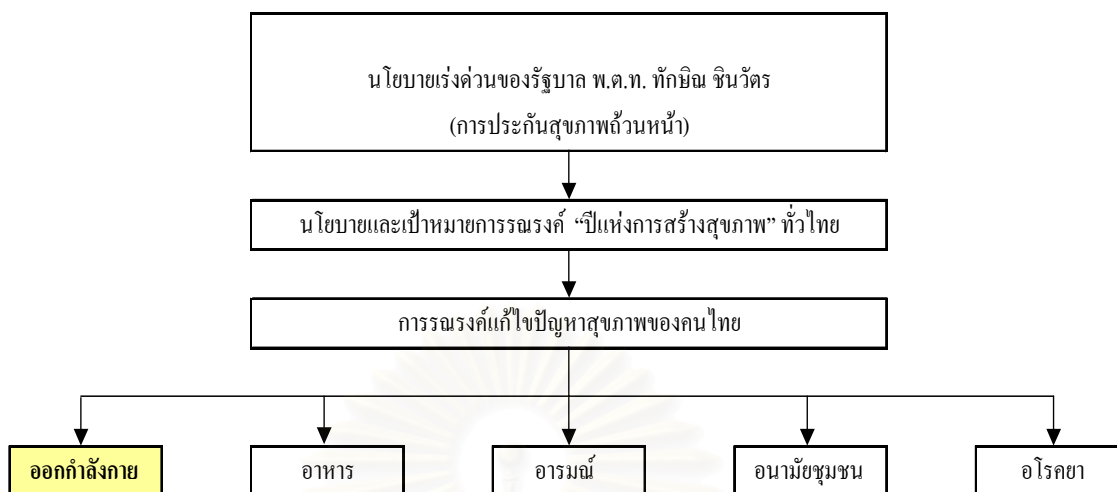 นโยบายเร่งด่วนของรัฐบาล พ.ต.ท. ทักษิณ ชินวัตร
(การประกันสุขภาพถ้วนหน้า)
นโยบายและเป้าหมายการรณรงค์ “ปีแห่งการสร้างสุขภาพ” ทั่วไทย
การรณรงค์แก้ไขปัญหาสุขภาพของคนไทย
ออกกำลังกาย
อาหาร
อารมณ์
อนามัยชุมชน
อโรคยา